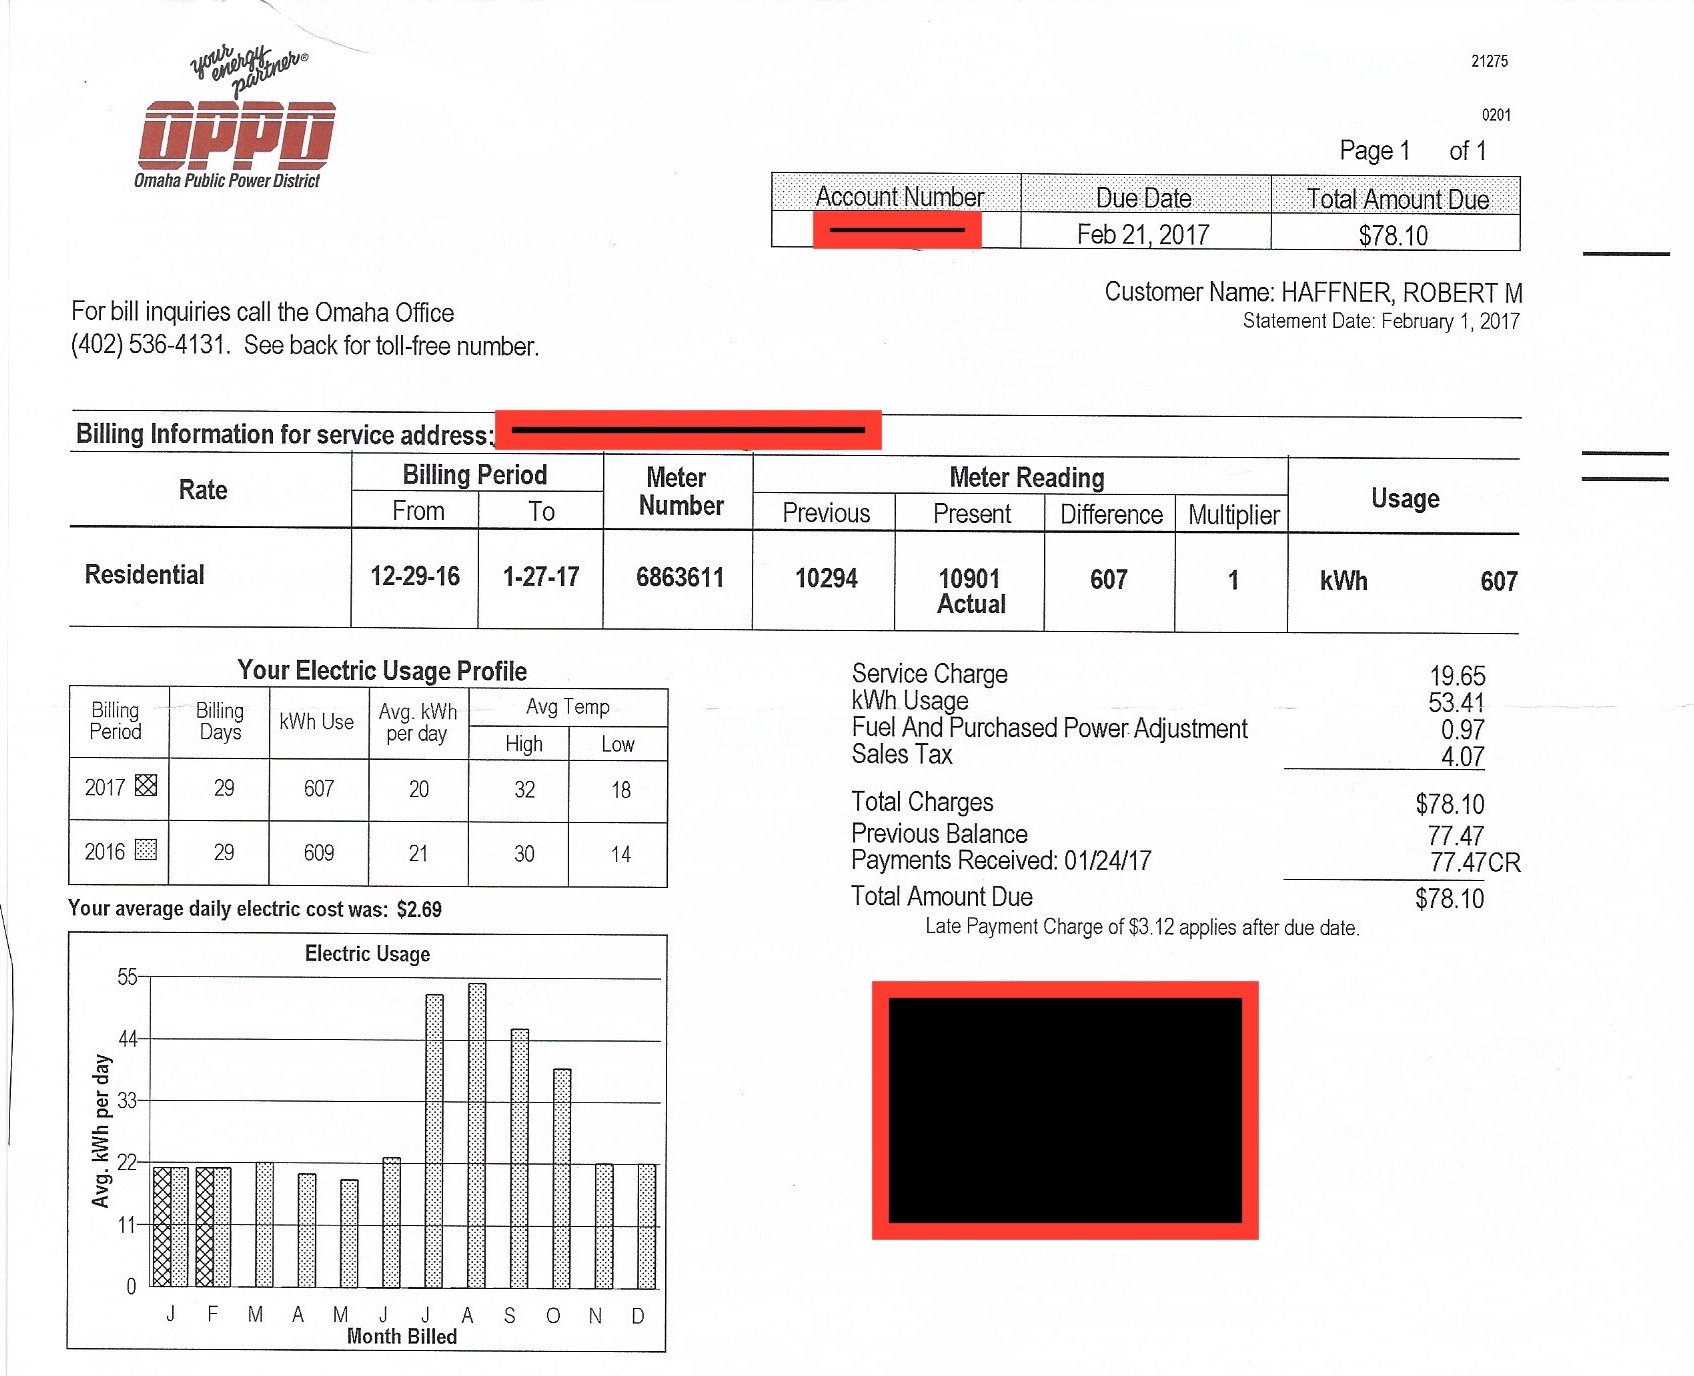 your energy partner®
OPPD
Omaha Public Power District
21275
0201
Page 1 of 1
Account Number Due Date Total Amount Due
Feb 21, 2017 $78.10
Customer Name: HAFFNER, ROBERT M
Statement Date: February 1, 2017
For bill inquiries call the Omaha Office
(402) 536-4131. See back for toll-free number.
Billing Information for service address:
Rate Billing Period Meter Number Meter Reading Usage
From To Previous Present Difference Multiplier
Residential 12-29-16 1-27-17 6863611 10294 10901 Actual 607 1 kWh 607
Your Electric Usage Profile
Billing Period Billing Days kWh Use Avg. kWh per day Avg Temp
High Low
2017 29 607 20 32 18
2016 29 609 21 30 14
Your average daily electric cost was: $2.69
Service Charge 19.65
kWh Usage 53.41
Fuel And Purchased Power Adjustment 0.97
Sales Tax 4.07
Total Charges $78.10
Previous Balance 77.47
Payments Received: 01/24/17 77.47CR
Total Amount Due $78.10
Late Payment Charge of $3.12 applies after due date.
Electric Usage
Avg. kWh per day
55
44
33
22
11
0
J F M A M J J A S O N D
Month Billed